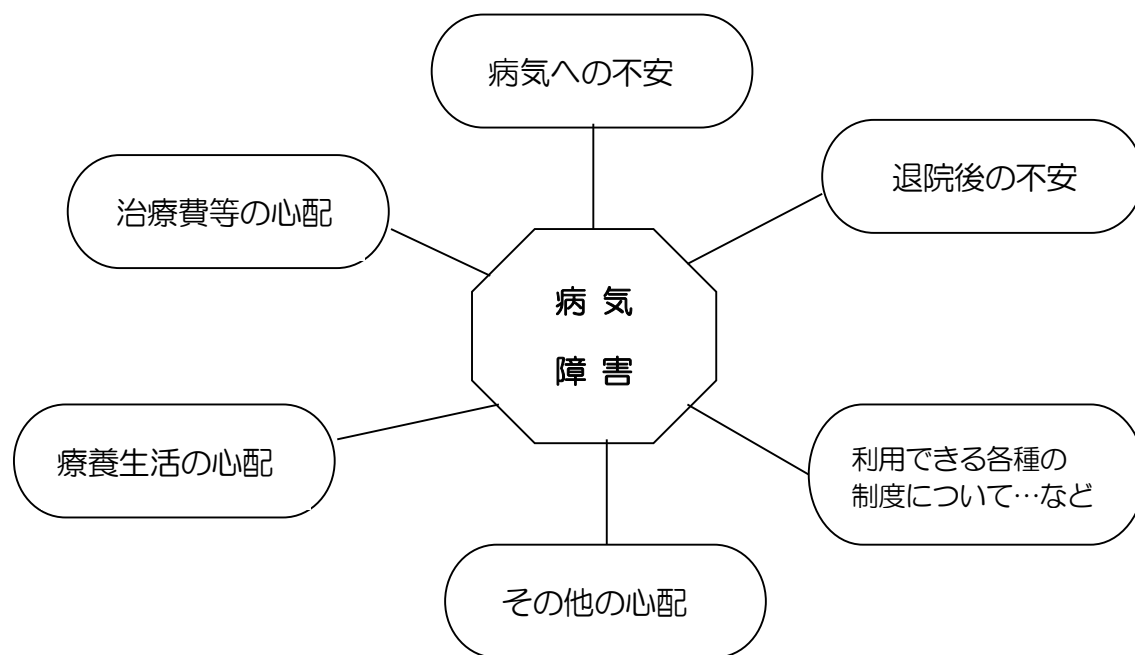 病気への不安
退院後の不安
治療費等の心配
病気
障害
療養生活の心配
利用できる各種の
制度について…など
その他の心配